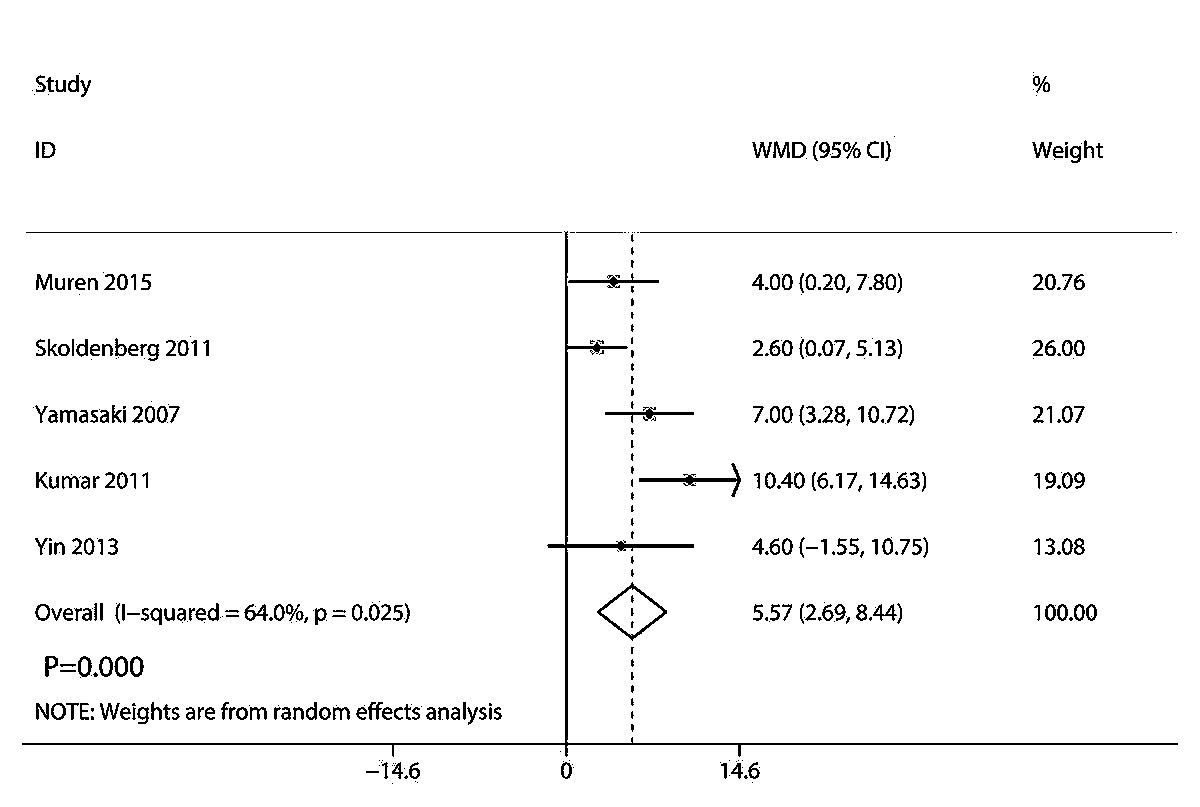 Study %
ID WMD (95% CI) Weight
Muren 2015 4.00 (0.20, 7.80) 20.76
Skoldenberg 2011 2.60 (0.07, 5.13) 26.00
Yamasaki 2007 7.00 (3.28, 10.72) 21.07
Kumar 2011 10.40 (6.17, 14.63) 19.09
Yin 2013 4.60 (−1.55, 10.75) 13.08
Overall (I−squared = 64.0%, p = 0.025) 5.57 (2.69, 8.44) 100.00
P=0.000
NOTE: Weights are from random effects analysis
−14.6 0 14.6